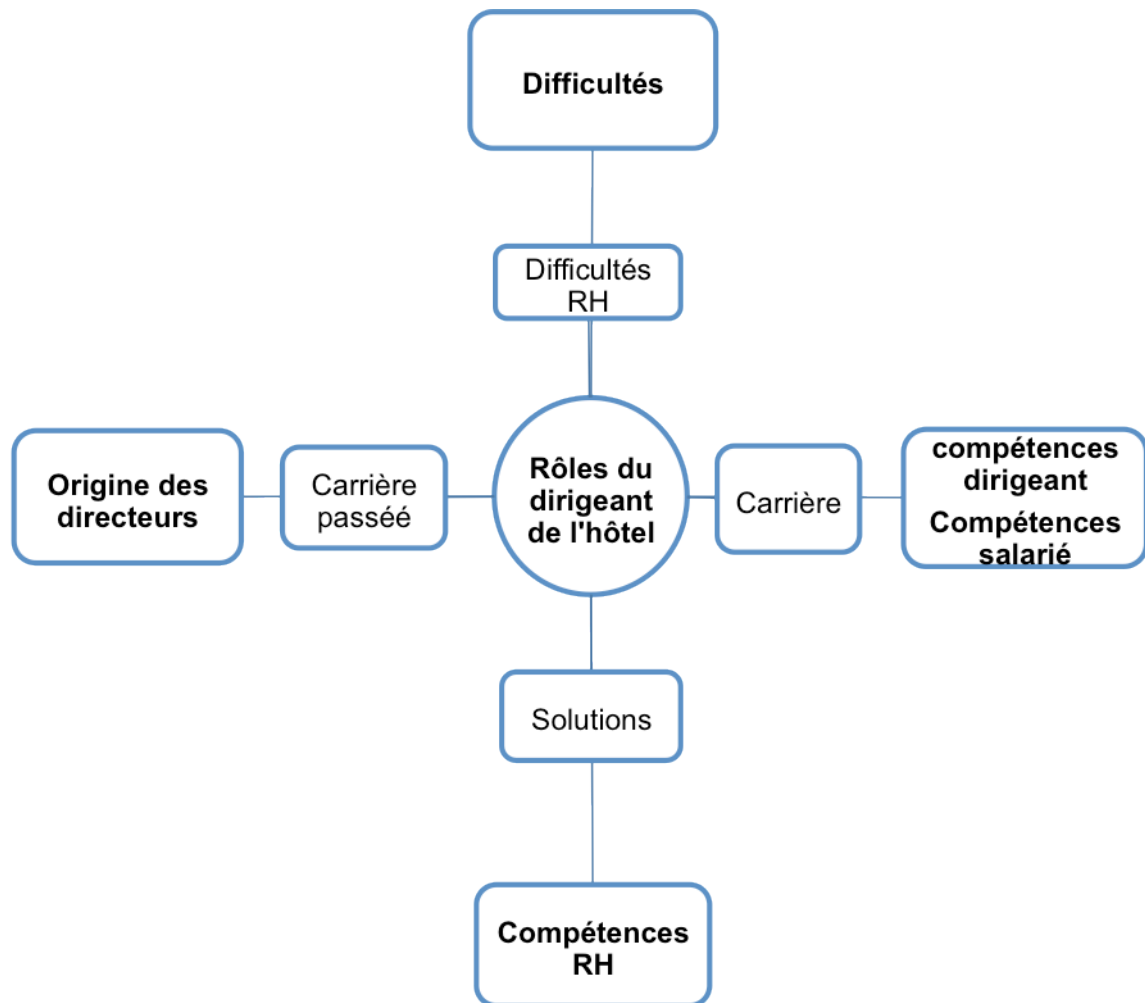 Difficultés
Difficultés
RH
Origine des
directeurs
Carrière
passéé
Rôles du
dirigeant
de l'hôtel
Carrière
compétences
dirigeant
Compétences
salarié
Solutions
Compétences
RH